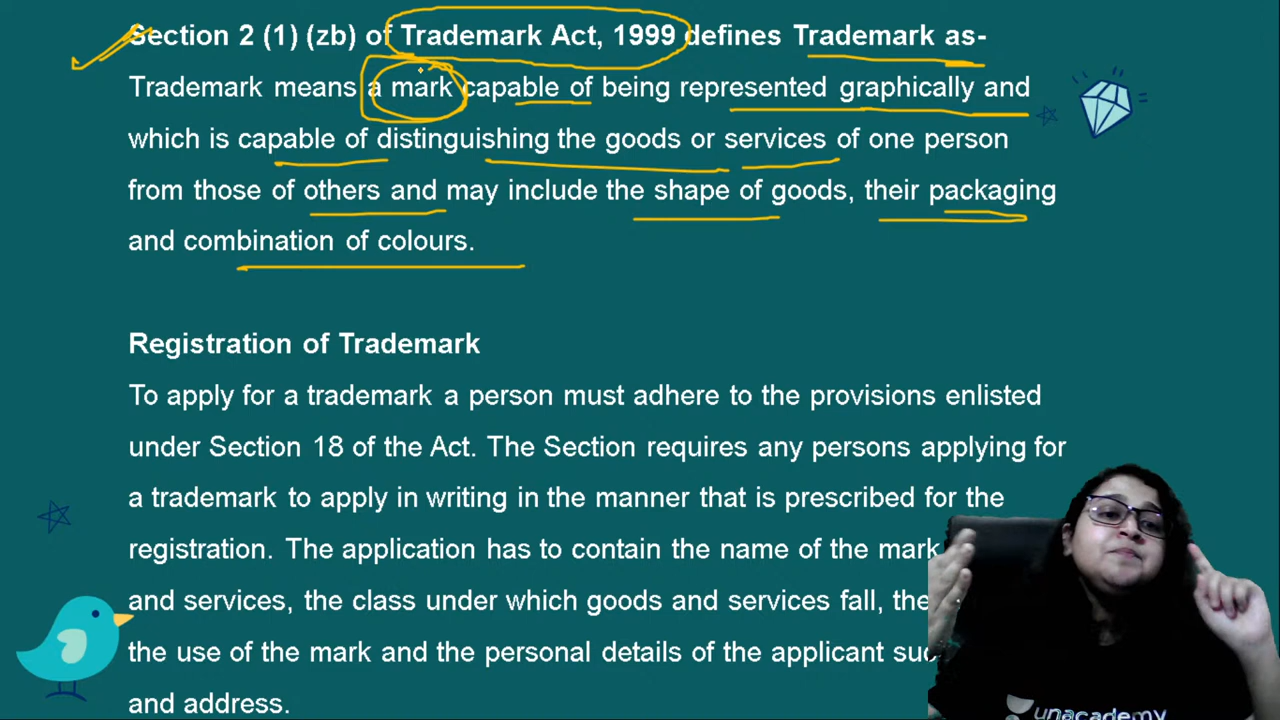 Section 2 (1) (zb) of Trademark Act, 1999 defines Trademark as-
Trademark means a mark capable of being represented graphically and
which is capable of distinguishing the goods or services of one person
from those of others and may include the shape of goods, their packaging
and combination of colours.
Registration of Trademark
To apply for a trademark a person must adhere to the provisions enlisted
under Section 18 of the Act. The Section requires any persons applying for
a trademark to apply in writing in the manner that is prescribed for the
registration. The application has to contain the name of the mark
and services, the class under which goods and services fall, the
the use of the mark and the personal details of the applicant
and address.
unacademy